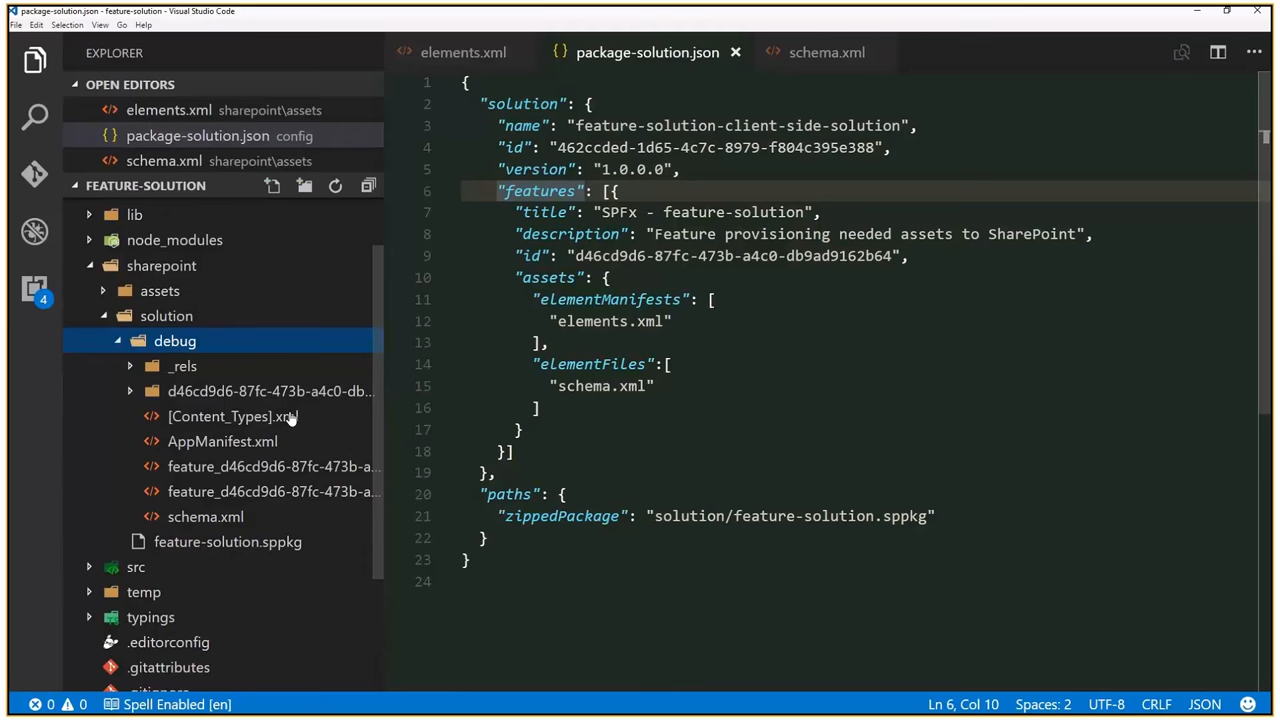 package-solution.json - feature-solution - Visual Studio Code
File Edit Selection View Go Help
EXPLORER
OPEN EDITORS
elements.xml sharepoint\assets
package-solution.json config
schema.xml sharepoint\assets
FEATURE-SOLUTION
lib
node_modules
sharepoint
assets
solution
debug
_rels
d46cd9d6-87fc-473b-a4c0-db...
[Content_Types].xml
AppManifest.xml
feature_d46cd9d6-87fc-473b-a...
feature_d46cd9d6-87fc-473b-a...
schema.xml
feature-solution.sppkg
src
temp
typings
.editorconfig
.gitattributes
.gitignore
4
elements.xml package-solution.json schema.xml
1 {
2 "solution": {
3 "name": "feature-solution-client-side-solution",
4 "id": "462ccded-1d65-4c7c-8979-f804c395e388",
5 "version": "1.0.0.0",
6 "features": [{
7 "title": "SPFx - feature-solution",
8 "description": "Feature provisioning needed assets to SharePoint",
9 "id": "d46cd9d6-87fc-473b-a4c0-db9ad9162b64",
10 "assets": {
11 "elementManifests": [
12 "elements.xml"
13 ],
14 "elementFiles":[
15 "schema.xml"
16 ]
17 }
18 }]
19 },
20 "paths": {
21 "zippedPackage": "solution/feature-solution.sppkg"
22 }
23 }
24
0 0 Spell Enabled [en] Ln 6, Col 10 Spaces: 2 UTF-8 CRLF JSON